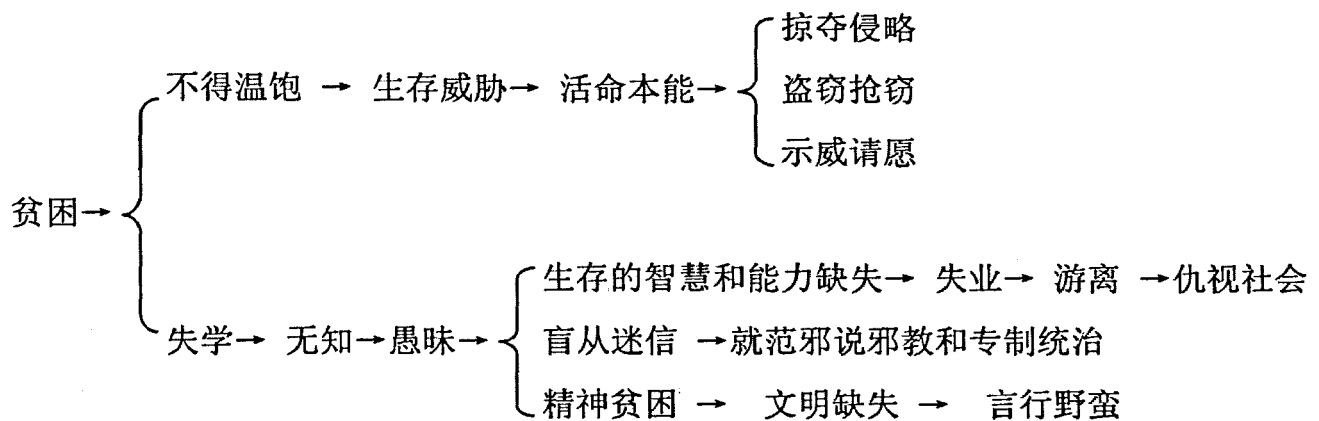 掠夺侵略
不得温饱 → 生存威胁→ 活命本能→ 盗窃抢窃
示威请愿
贫困→
生存的智慧和能力缺失→ 失业→ 游离 →仇视社会
失学→ 无知→愚昧→ 盲从迷信 →就范邪说邪教和专制统治
精神贫困 → 文明缺失 → 言行野蛮